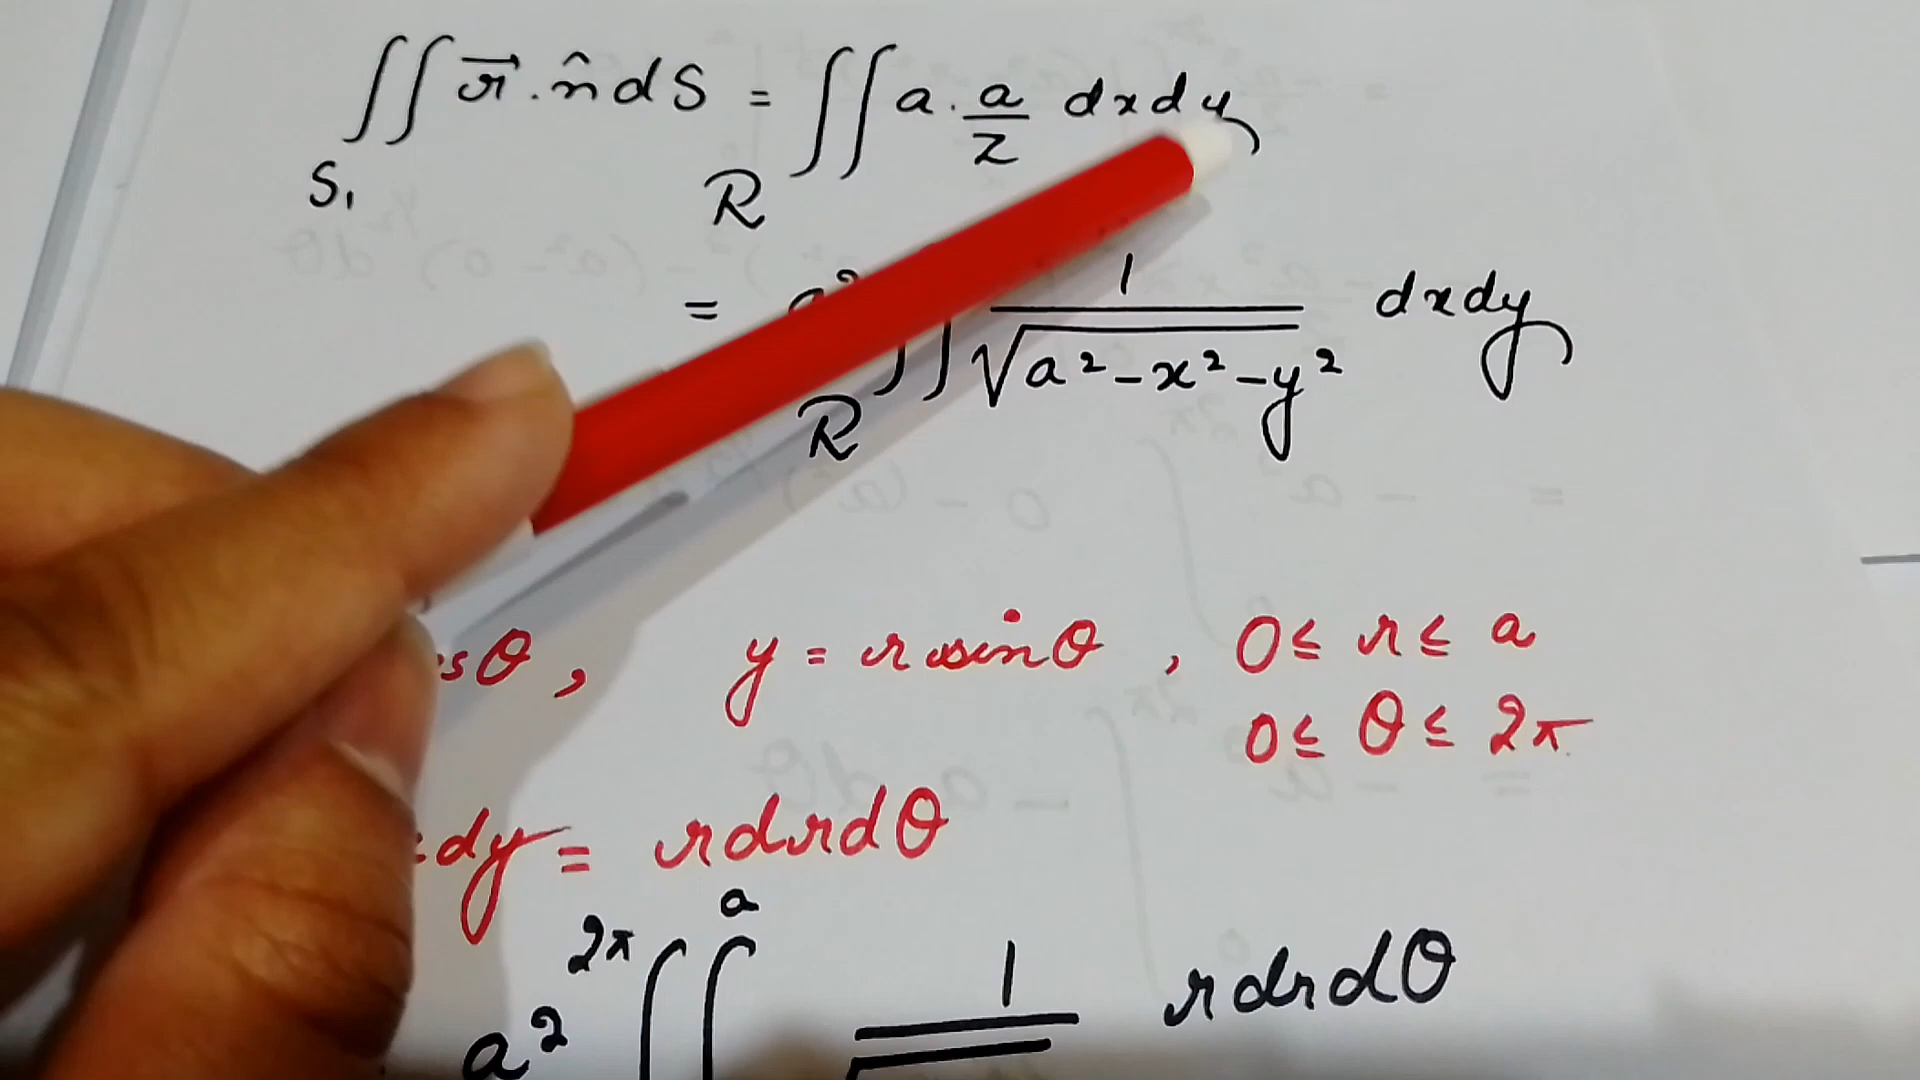 ∬ r⃗ . n̂ dS = ∬ a . a/z dxdy
S₁ R
= a² ∬ 1/√(a² - x² - y²) dxdy
R
sθ, y = r sinθ, 0 ≤ r ≤ a
0 ≤ θ ≤ 2π
dy = r dr dθ
2π a
a² ∬ 1/√ r dr dθ